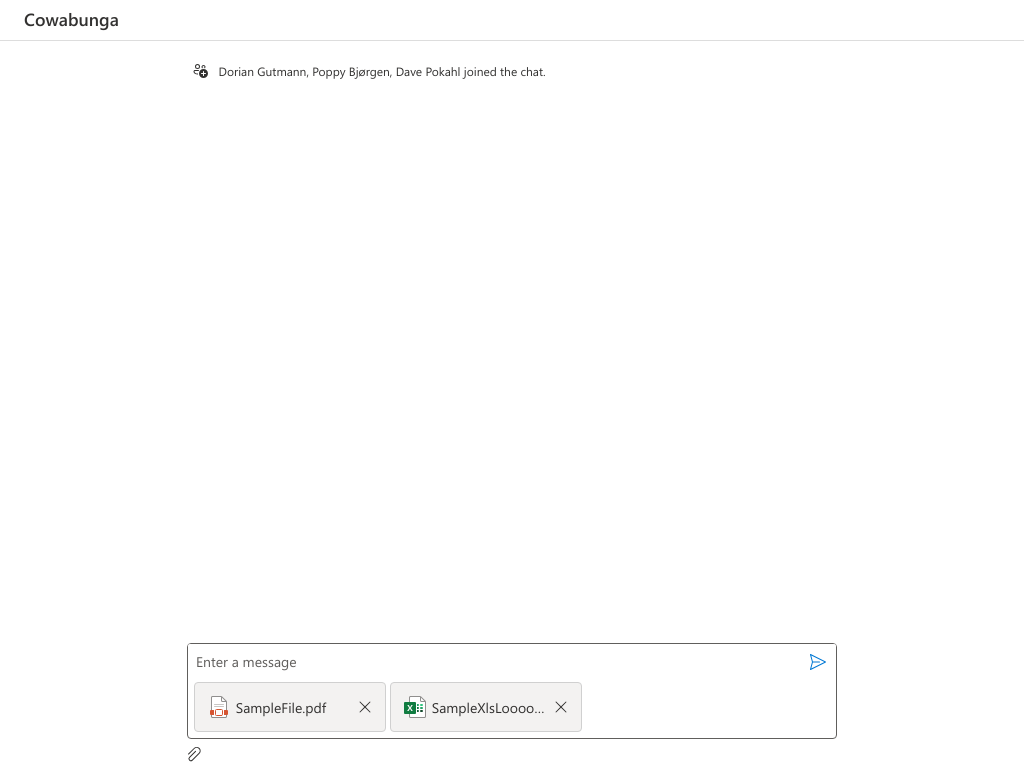 Cowabunga
Dorian Gutmann, Poppy Bjørgen, Dave Pokahl joined the chat.
Enter a message
SampleFile.pdf
SampleXlsLoooo...